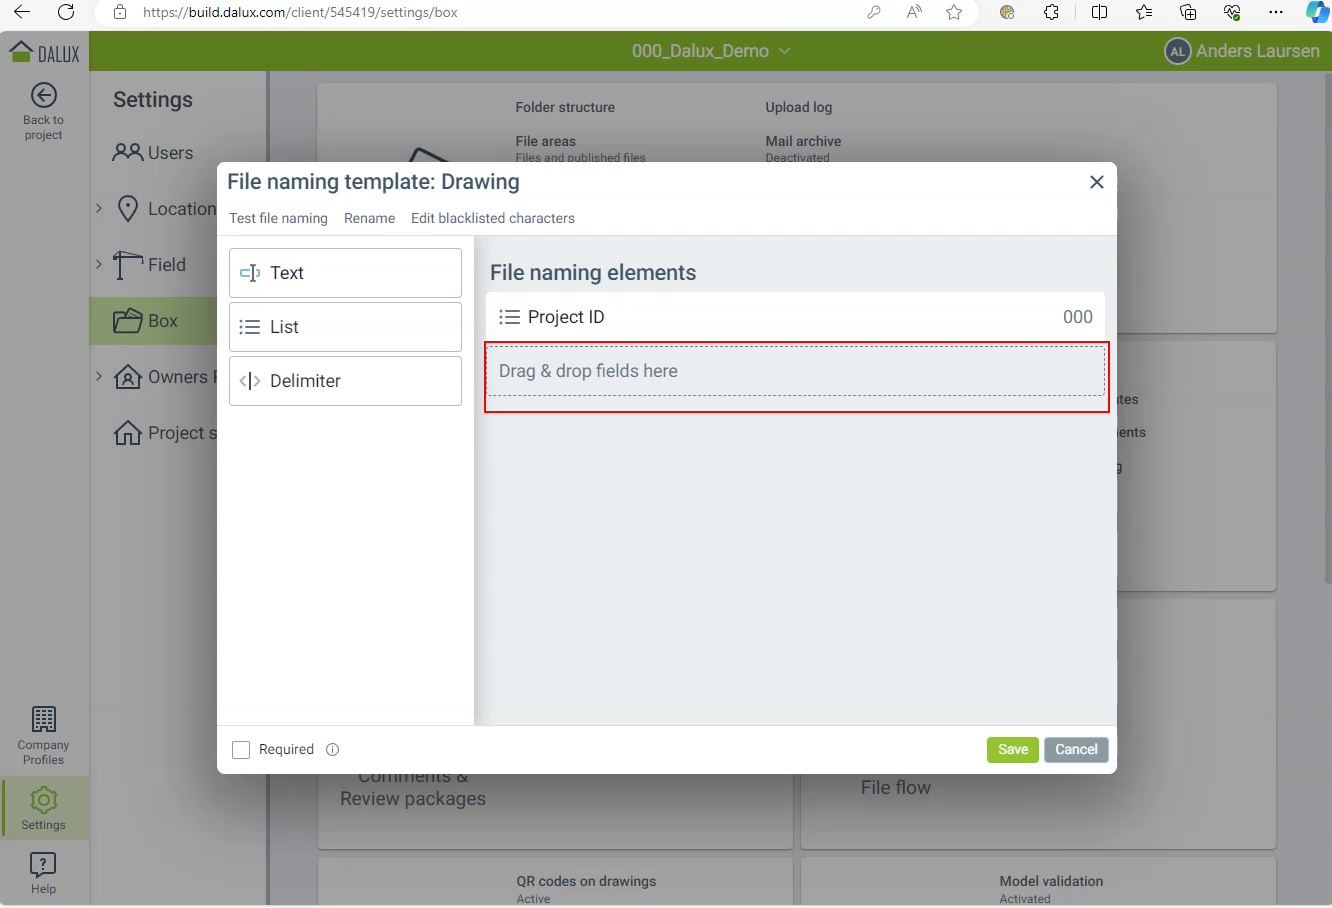 https://build.dalux.com/client/545419/settings/box
DALUX
000_Dalux_Demo
AL Anders Laursen
Back to
project
Settings
Users
Location
Field
Box
Owners
Project s
Company
Profiles
Settings
Help
Folder structure
Upload log
File areas
Files and published files
Mail archive
Deactivated
File naming template: Drawing
Test file naming
Rename
Edit blacklisted characters
Text
List
Delimiter
File naming elements
Project ID
000
Drag & drop fields here
Required
Save
Cancel
Comments &
Review packages
File flow
QR codes on drawings
Active
Model validation
Activated